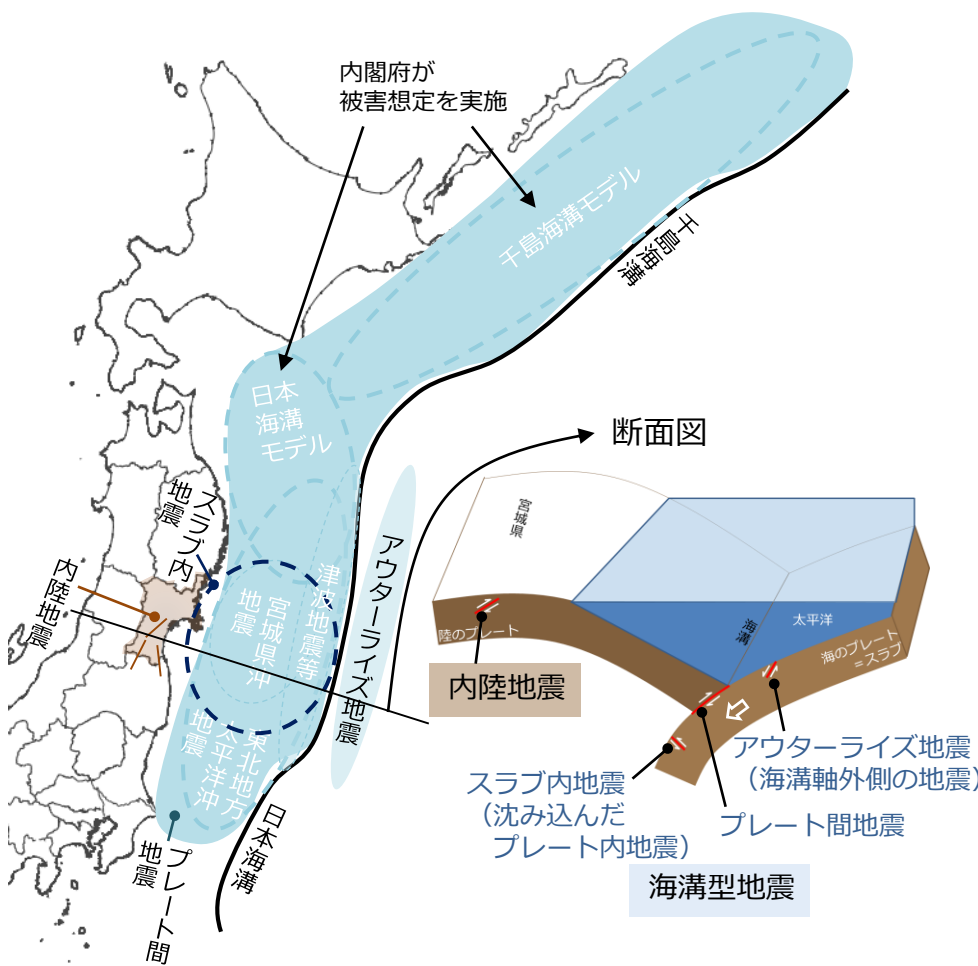 内閣府が
被害想定を実施
千島海溝モデル
千島海溝
日本
海溝
モデル
断面図
スラブ内
地震
内陸地震
宮城県沖
地震
津波地震等
アウターライズ地震
東北地方
太平洋沖
地震
日本海溝
プレート間
地震
宮城県
太平洋
海溝
陸のプレート
海のプレート
=スラブ
内陸地震
アウターライズ地震
（海溝軸外側の地震）
スラブ内地震
（沈み込んだ
プレート内地震）
プレート間地震
海溝型地震